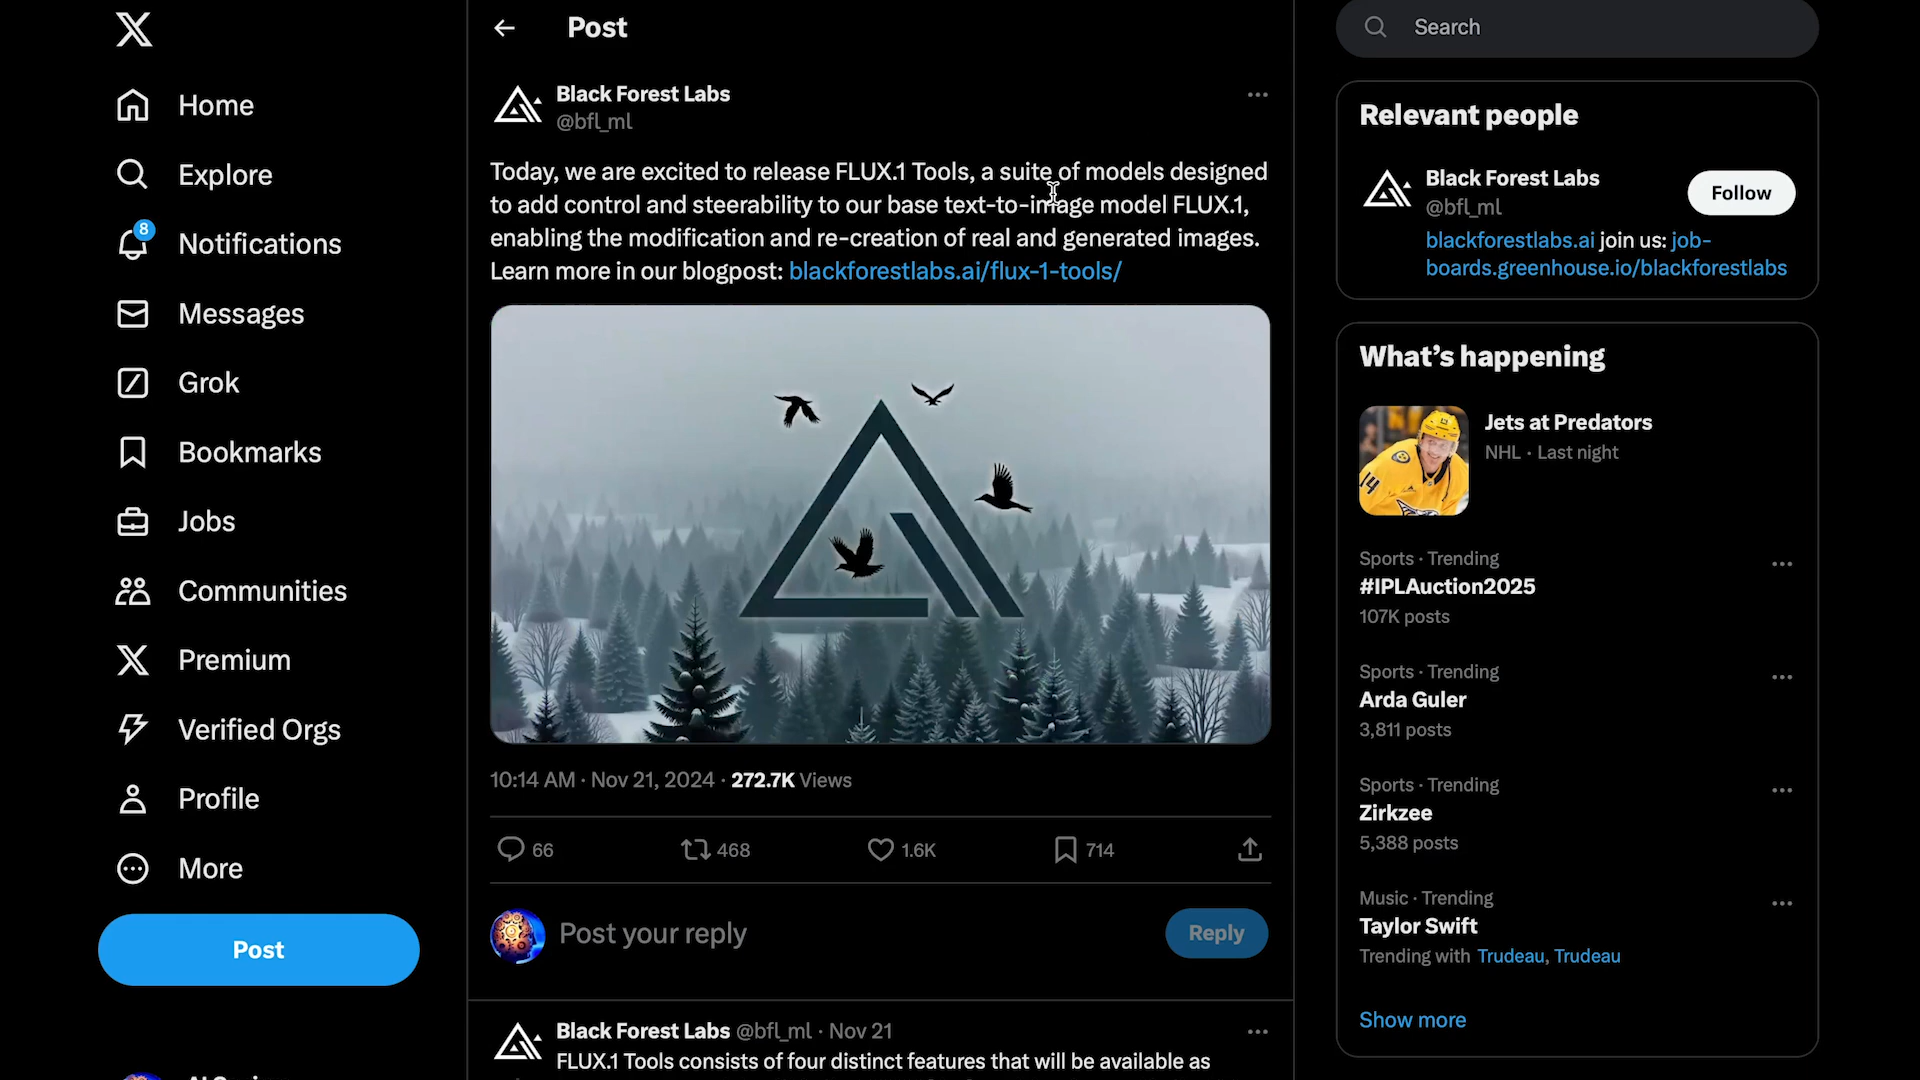 Home
Explore
8
Notifications
Messages
Grok
Bookmarks
Jobs
Communities
Premium
Verified Orgs
Profile
More
Post
Post
Black Forest Labs
@bfl_ml
Today, we are excited to release FLUX.1 Tools, a suite of models designed
to add control and steerability to our base text-to-image model FLUX.1,
enabling the modification and re-creation of real and generated images.
Learn more in our blogpost: blackforestlabs.ai/flux-1-tools/
10:14 AM · Nov 21, 2024 · 272.7K Views
66 468 1.6K 714
Post your reply
Reply
Black Forest Labs @bfl_ml · Nov 21
FLUX.1 Tools consists of four distinct features that will be available as
Search
Relevant people
Black Forest Labs
@bfl_ml
Follow
blackforestlabs.ai join us: job-
boards.greenhouse.io/blackforestlabs
What's happening
Jets at Predators
NHL · Last night
14
Sports · Trending
#IPLAuction2025
107K posts
Sports · Trending
Arda Guler
3,811 posts
Sports · Trending
Zirkzee
5,388 posts
Music · Trending
Taylor Swift
Trending with Trudeau, Trudeau
Show more